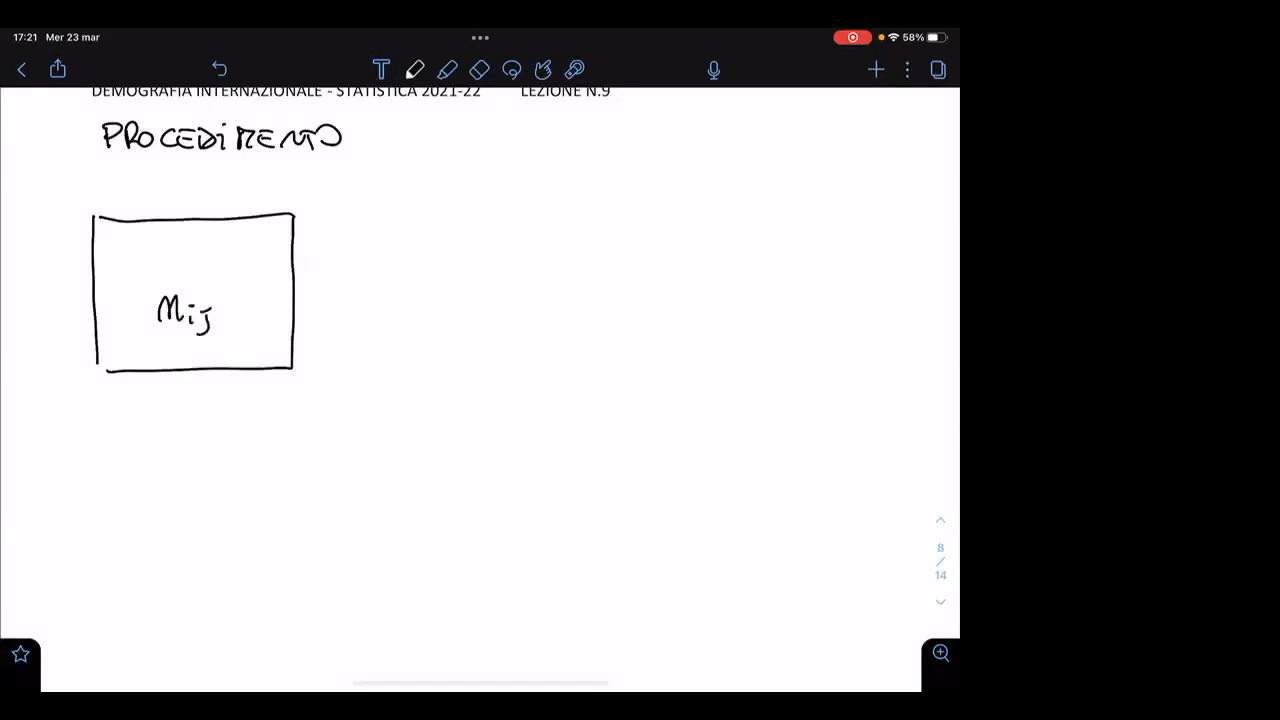 17:21 Mer 23 mar 58%
DEMOGRAFIA INTERNAZIONALE - STATISTICA 2021-22 LEZIONE N.9
PROCEDIMENTO
Mij
8
/
14